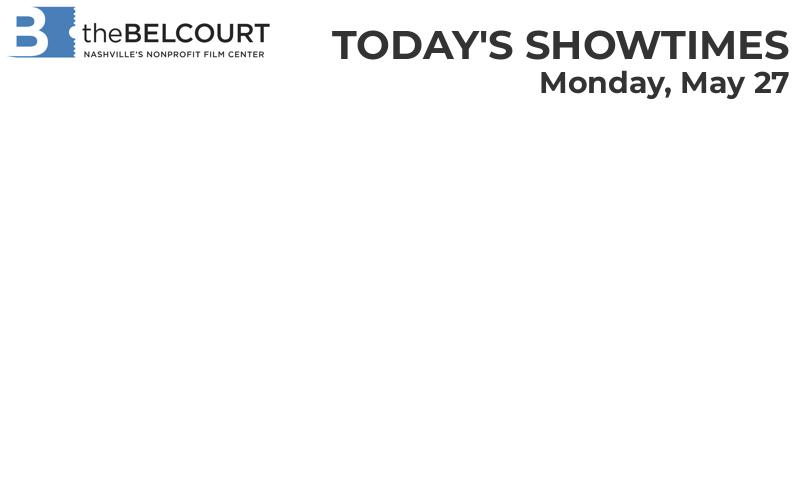 B theBELCOURT
NASHVILLE'S NONPROFIT FILM CENTER
TODAY'S SHOWTIMES
Monday, May 27